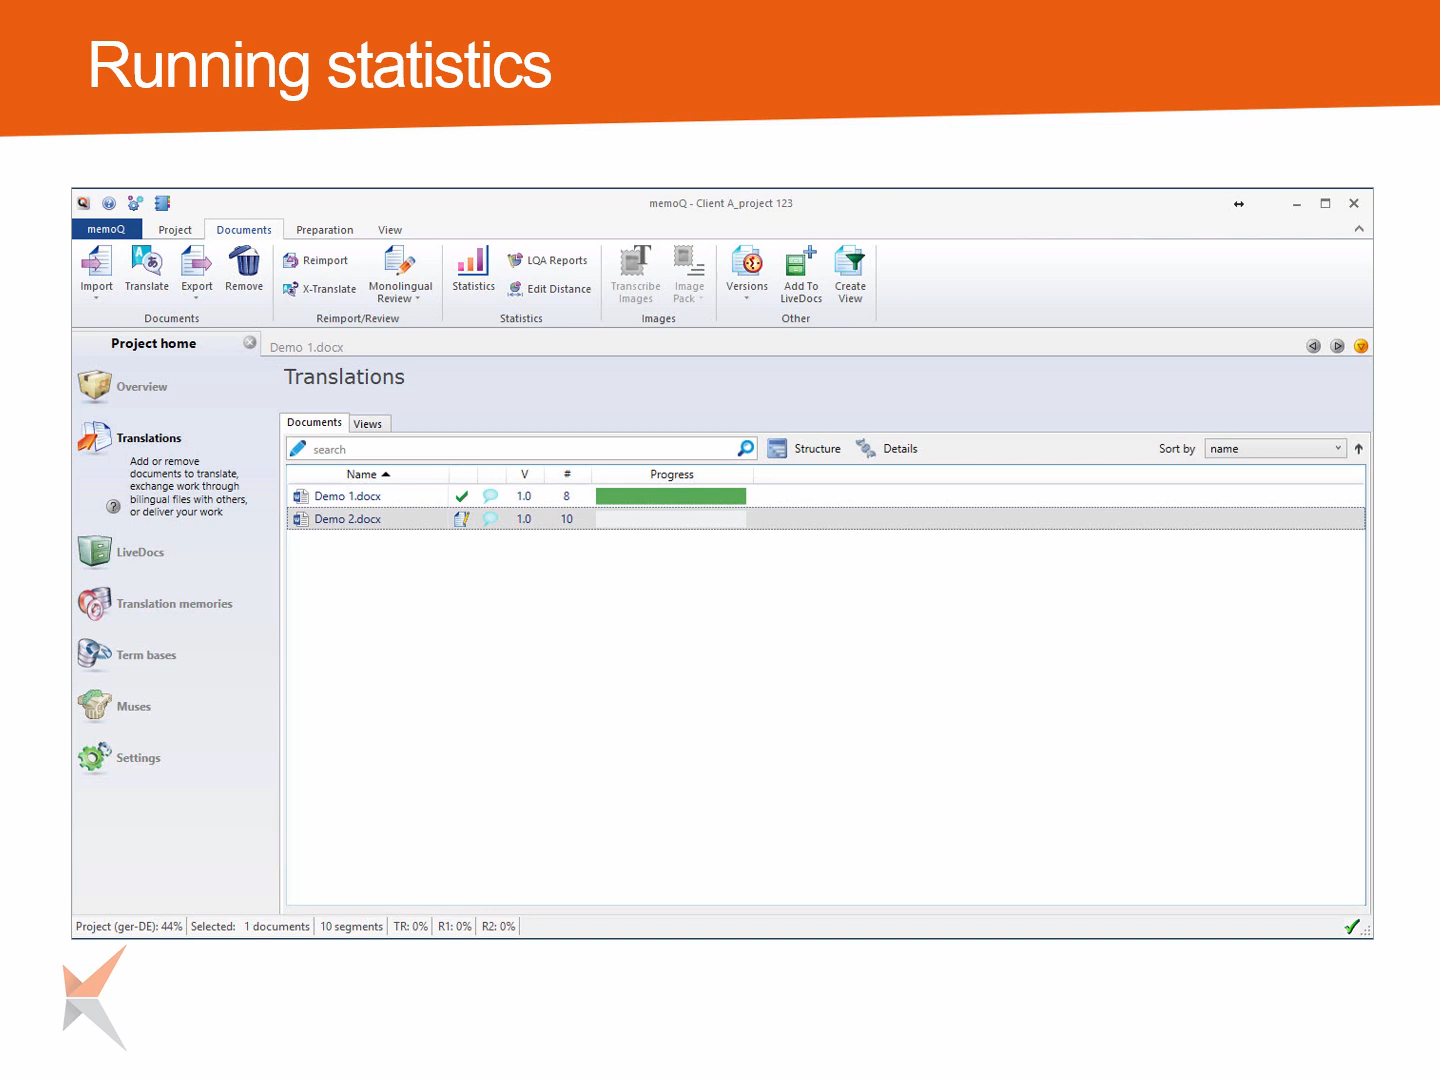 Running statistics
memoQ - Client A_project 123
memoQ Project Documents Preparation View
Import Translate Export Remove
Documents
Reimport
X-Translate
Monolingual
Review
Reimport/Review
Statistics
LQA Reports
Edit Distance
Statistics
Transcribe
Images
Image
Pack
Images
Versions
Add To
LiveDocs
Create
View
Other
Project home
Demo 1.docx
Overview
Translations
Add or remove
documents to translate,
exchange work through
bilingual files with others,
or deliver your work
LiveDocs
Translation memories
Term bases
Muses
Settings
Translations
Documents Views
search Structure Details Sort by name
Name V # Progress
Demo 1.docx 1.0 8
Demo 2.docx 1.0 10
Project (ger-DE): 44% Selected: 1 documents 10 segments TR: 0% R1: 0% R2: 0%